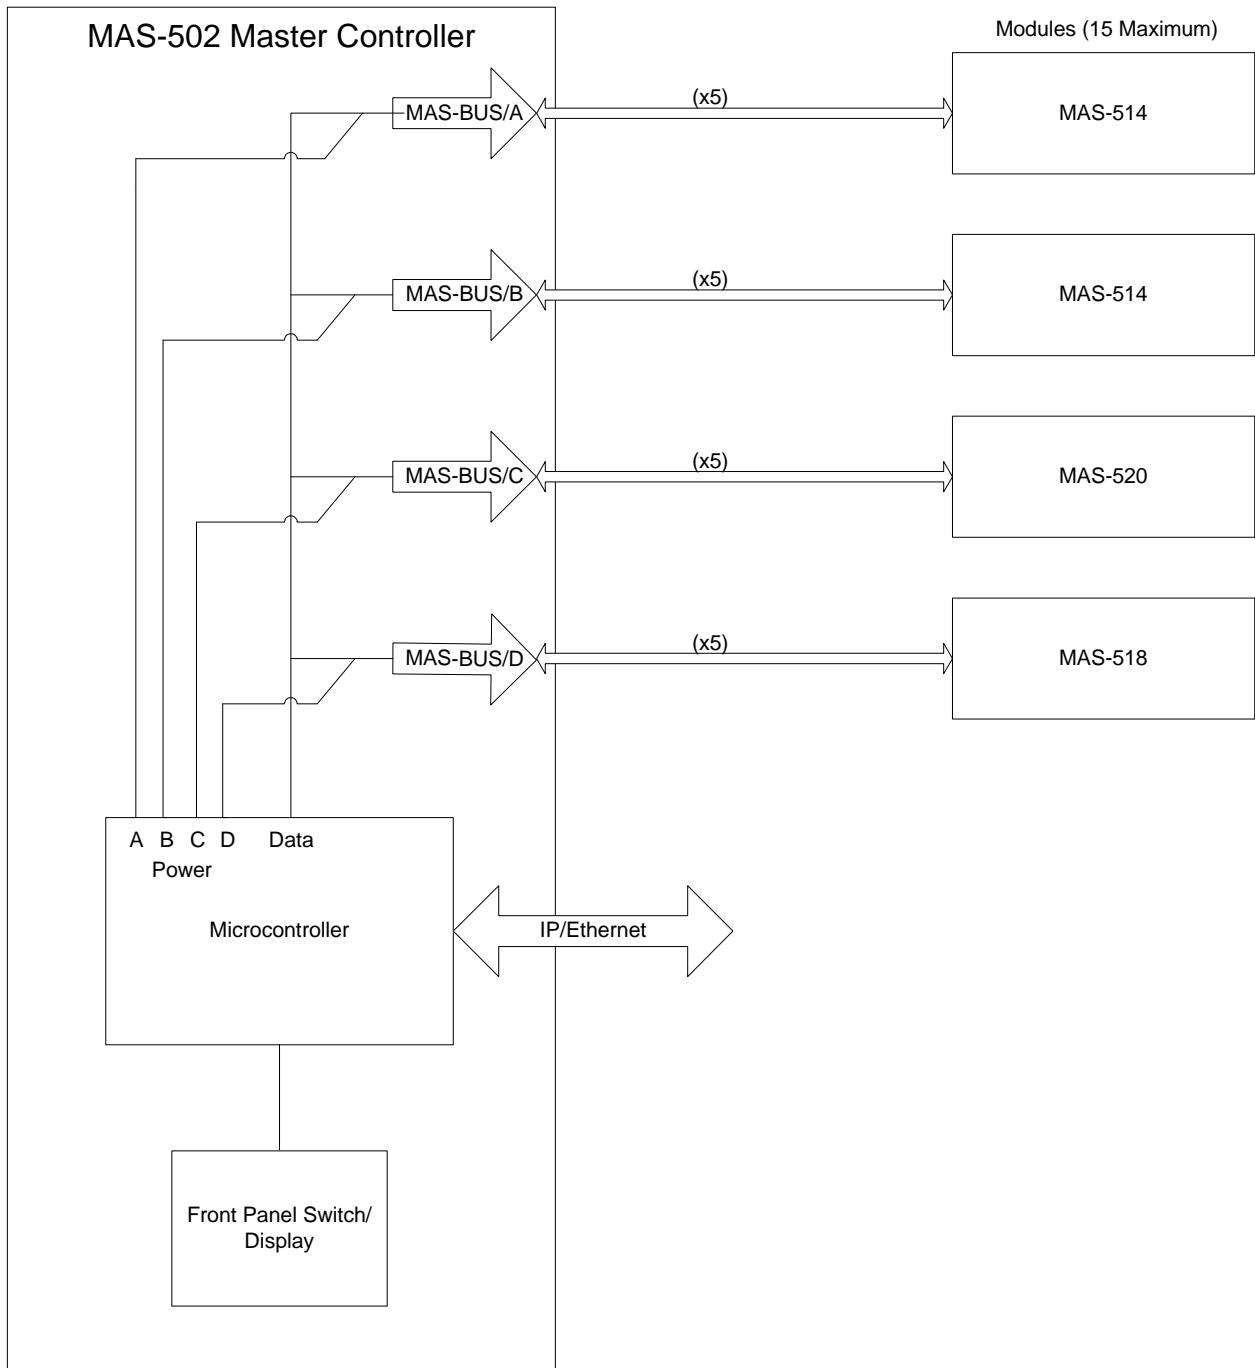 MAS-502 Master Controller
Modules (15 Maximum)
MAS-BUS/A
(x5)
MAS-514
MAS-BUS/B
(x5)
MAS-514
MAS-BUS/C
(x5)
MAS-520
MAS-BUS/D
(x5)
MAS-518
A B C D Data
Power
Microcontroller
IP/Ethernet
Front Panel Switch/
Display